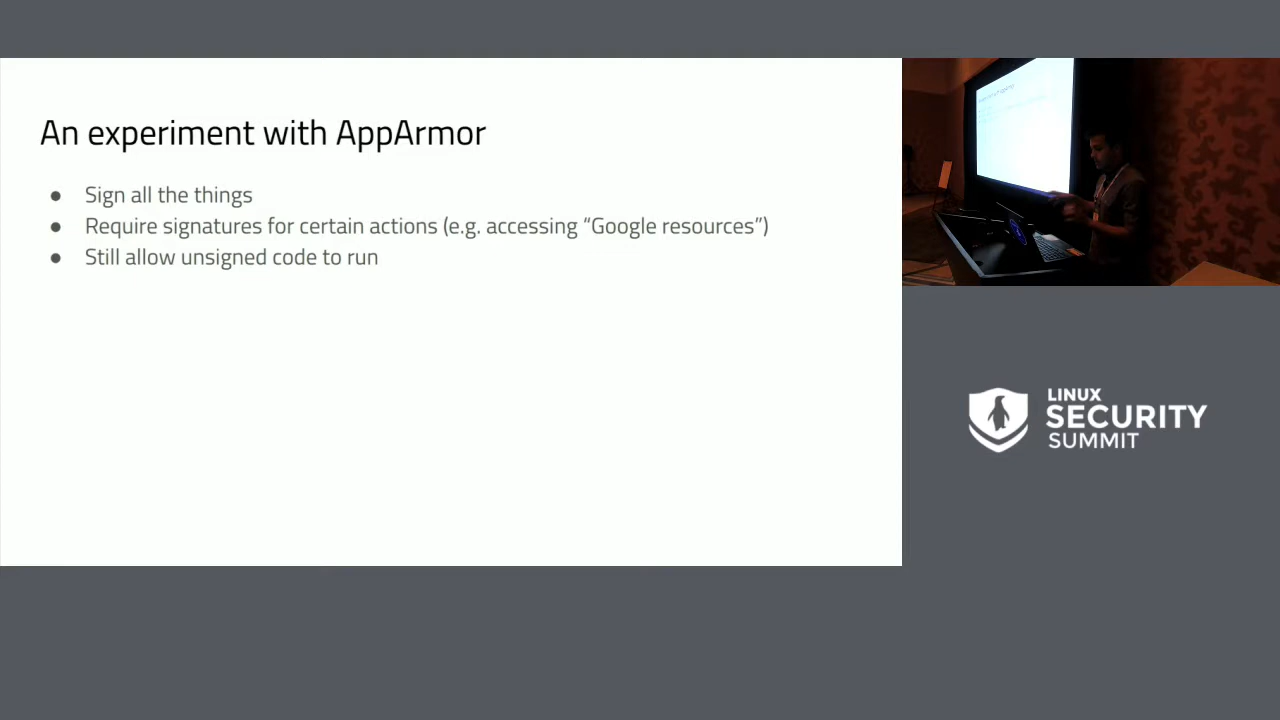 An experiment with AppArmor
● Sign all the things
● Require signatures for certain actions (e.g. accessing “Google resources”)
● Still allow unsigned code to run
LINUX
SECURITY
SUMMIT